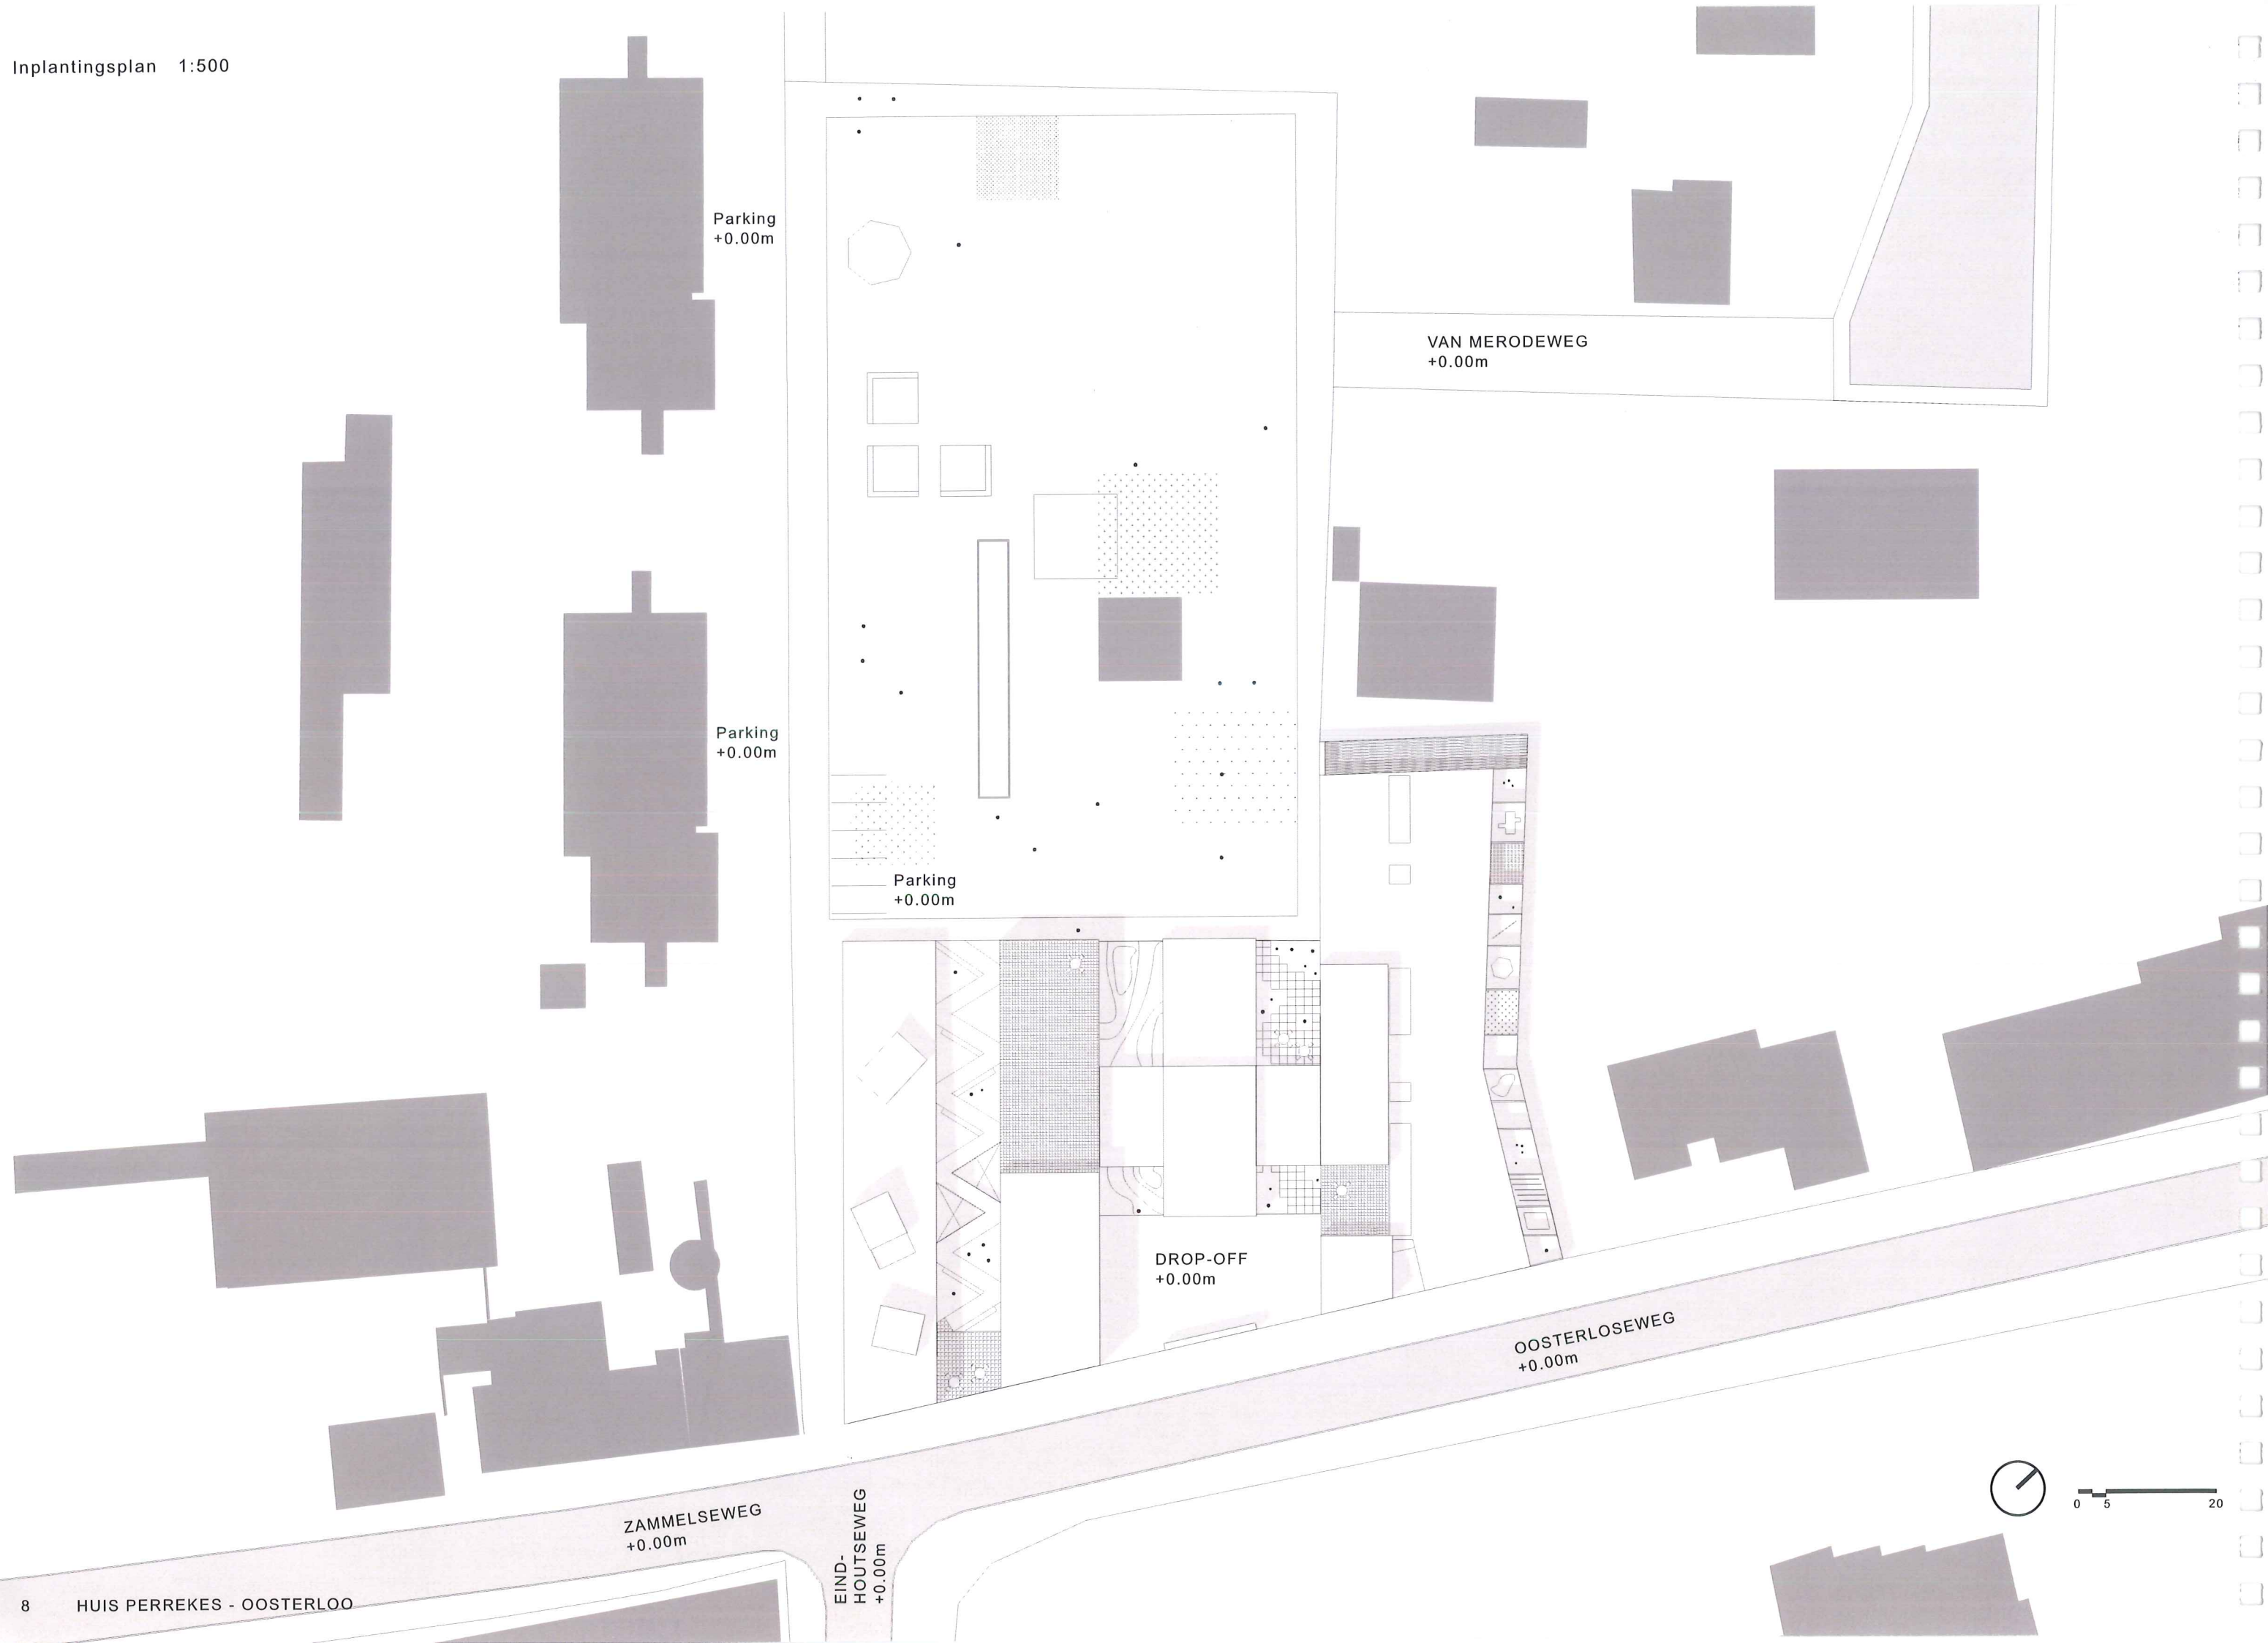 Inplantingsplan 1:500
Parking
+0.00m
VAN MERODEWEG
+0.00m
Parking
+0.00m
Parking
+0.00m
DROP-OFF
+0.00m
OOSTERLOSEWEG
+0.00m
ZAMMELSEWEG
+0.00m
EIND-
HOUTSEWEG
+0.00m
0 5 20
8 HUIS PERREKES - OOSTERLOO